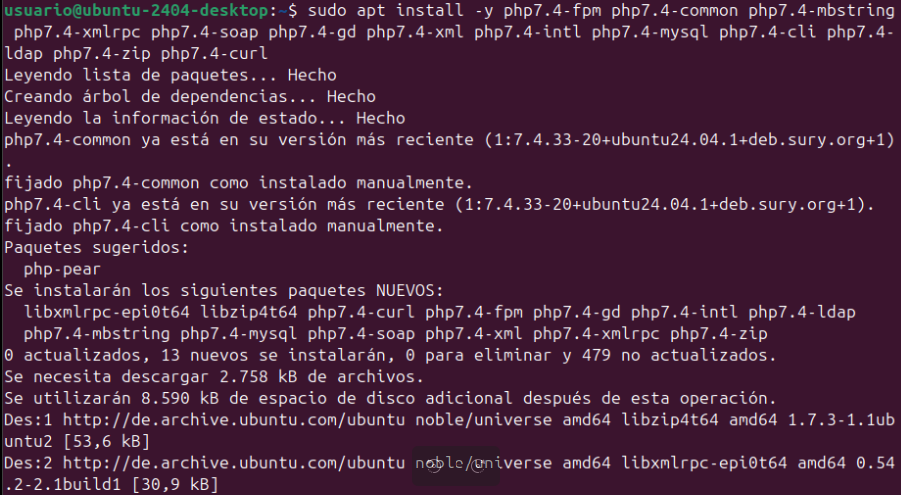 usuario@ubuntu-2404-desktop:~$ sudo apt install -y php7.4-fpm php7.4-common php7.4-mbstring
 php7.4-xmlrpc php7.4-soap php7.4-gd php7.4-xml php7.4-intl php7.4-mysql php7.4-cli php7.4-
ldap php7.4-zip php7.4-curl
Leyendo lista de paquetes... Hecho
Creando árbol de dependencias... Hecho
Leyendo la información de estado... Hecho
php7.4-common ya está en su versión más reciente (1:7.4.33-20+ubuntu24.04.1+deb.sury.org+1)
.
fijado php7.4-common como instalado manualmente.
php7.4-cli ya está en su versión más reciente (1:7.4.33-20+ubuntu24.04.1+deb.sury.org+1).
fijado php7.4-cli como instalado manualmente.
Paquetes sugeridos:
  php-pear
Se instalarán los siguientes paquetes NUEVOS:
  libxmlrpc-epi0t64 libzip4t64 php7.4-curl php7.4-fpm php7.4-gd php7.4-intl php7.4-ldap
  php7.4-mbstring php7.4-mysql php7.4-soap php7.4-xml php7.4-xmlrpc php7.4-zip
0 actualizados, 13 nuevos se instalarán, 0 para eliminar y 479 no actualizados.
Se necesita descargar 2.758 kB de archivos.
Se utilizarán 8.590 kB de espacio de disco adicional después de esta operación.
Des:1 http://de.archive.ubuntu.com/ubuntu noble/universe amd64 libzip4t64 amd64 1.7.3-1.1ub
untu2 [53,6 kB]
Des:2 http://de.archive.ubuntu.com/ubuntu noble/universe amd64 libxmlrpc-epi0t64 amd64 0.54
.2-2.1build1 [30,9 kB]